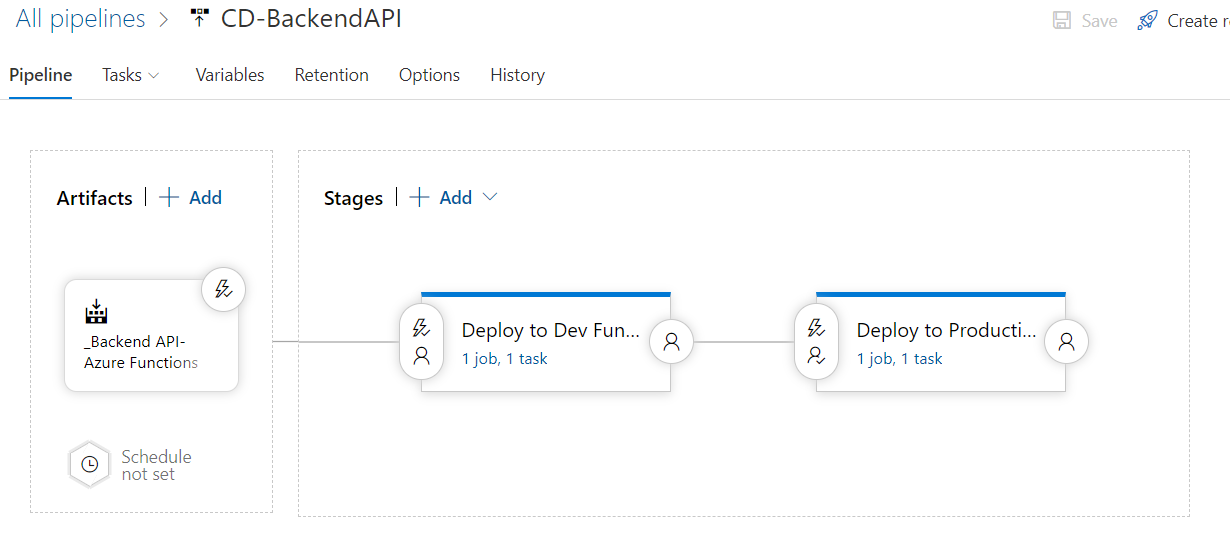 All pipelines > CD-BackendAPI
Save Create r
Pipeline Tasks Variables Retention Options History
Artifacts | + Add
Stages | + Add
_Backend API-
Azure Functions
Deploy to Dev Fun...
1 job, 1 task
Deploy to Producti...
1 job, 1 task
Schedule
not set